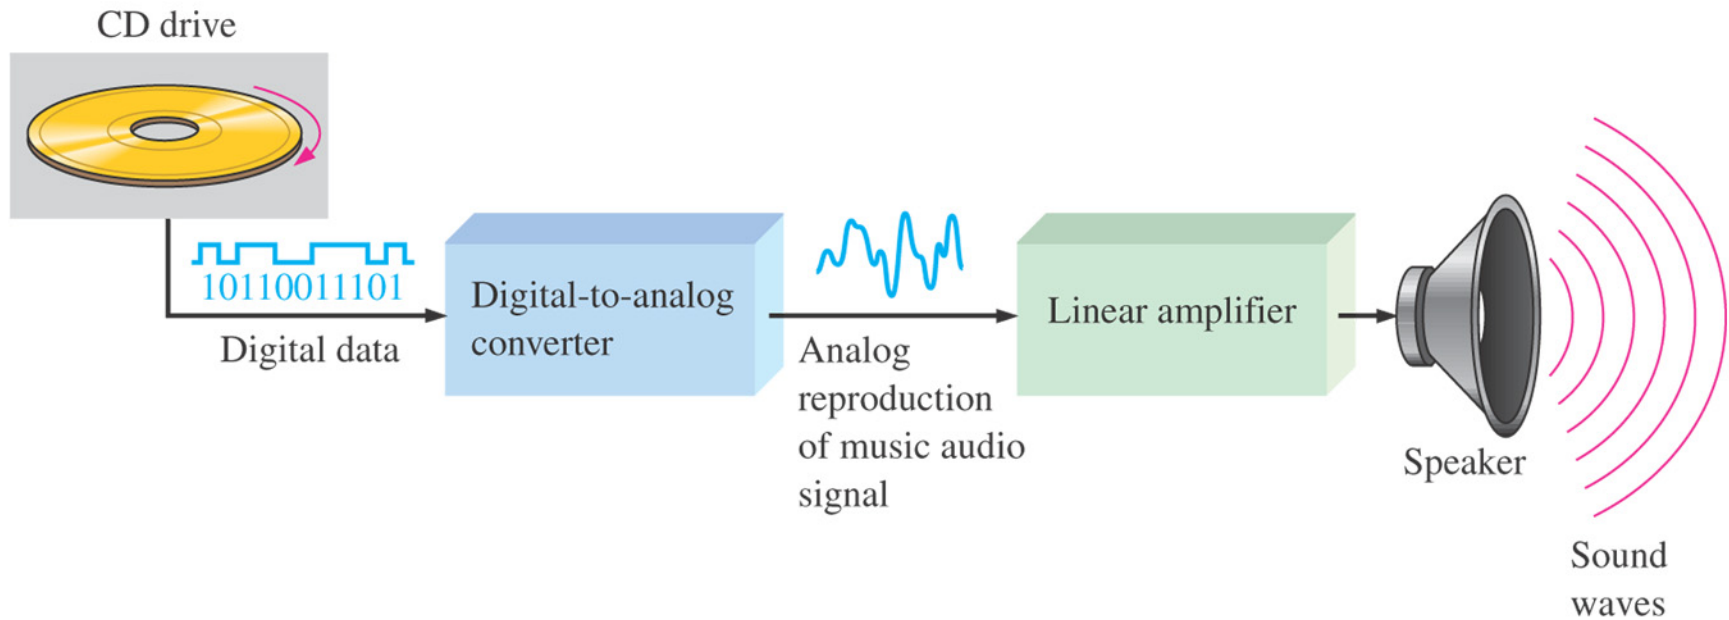 CD drive
10110011101
Digital data
Digital-to-analog
converter
Analog
reproduction
of music audio
signal
Linear amplifier
Speaker
Sound
waves